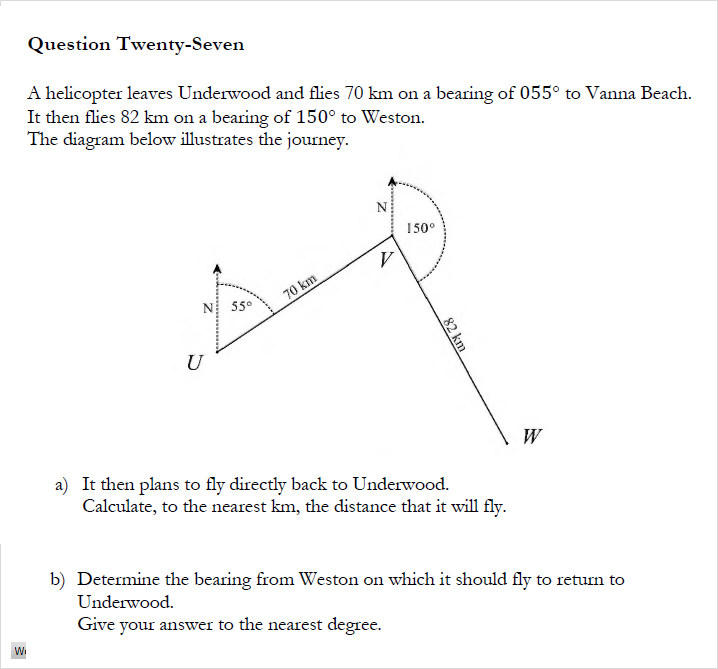 Question Twenty-Seven
A helicopter leaves Underwood and flies 70 km on a bearing of 055° to Vanna Beach.
It then flies 82 km on a bearing of 150° to Weston.
The diagram below illustrates the journey.
N
150°
V
70 km
N
55°
82 km
U
W
a) It then plans to fly directly back to Underwood.
Calculate, to the nearest km, the distance that it will fly.
b) Determine the bearing from Weston on which it should fly to return to
Underwood.
Give your answer to the nearest degree.